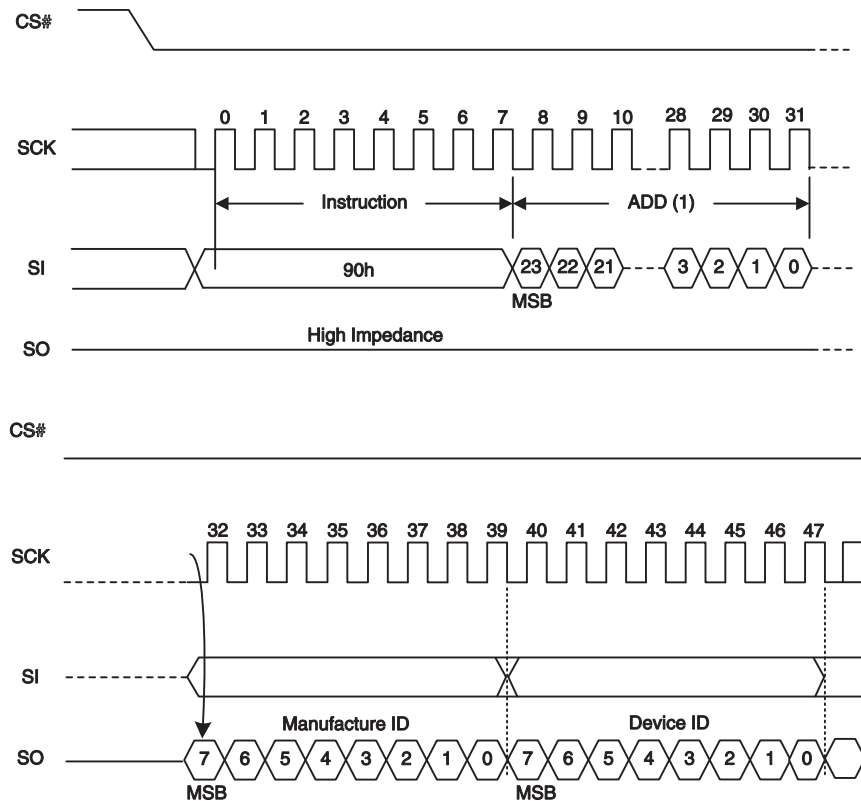 CS#
0 1 2 3 4 5 6 7 8 9 10 28 29 30 31
SCK
Instruction ADD (1)
SI 90h 23 22 21 3 2 1 0
MSB
High Impedance
SO
CS#
32 33 34 35 36 37 38 39 40 41 42 43 44 45 46 47
SCK
SI
Manufacture ID Device ID
SO 7 6 5 4 3 2 1 0 7 6 5 4 3 2 1 0
MSB MSB